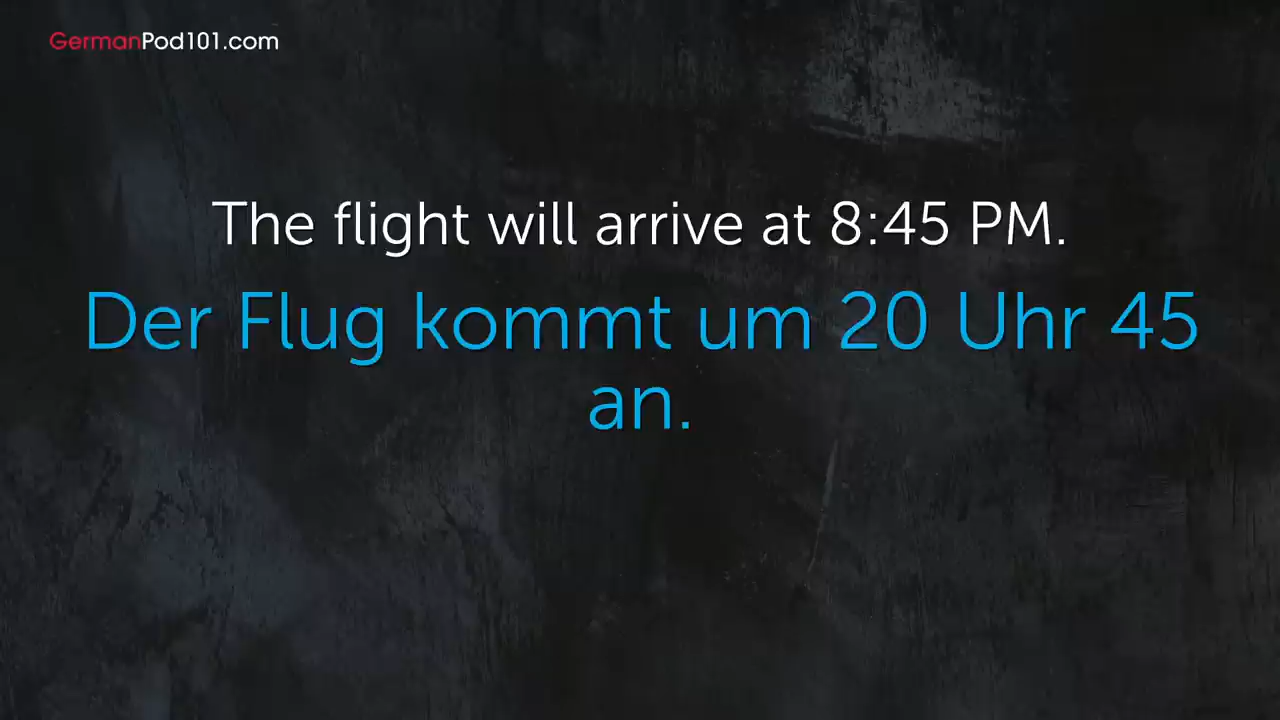 GermanPod101.com
The flight will arrive at 8:45 PM.
Der Flug kommt um 20 Uhr 45
an.